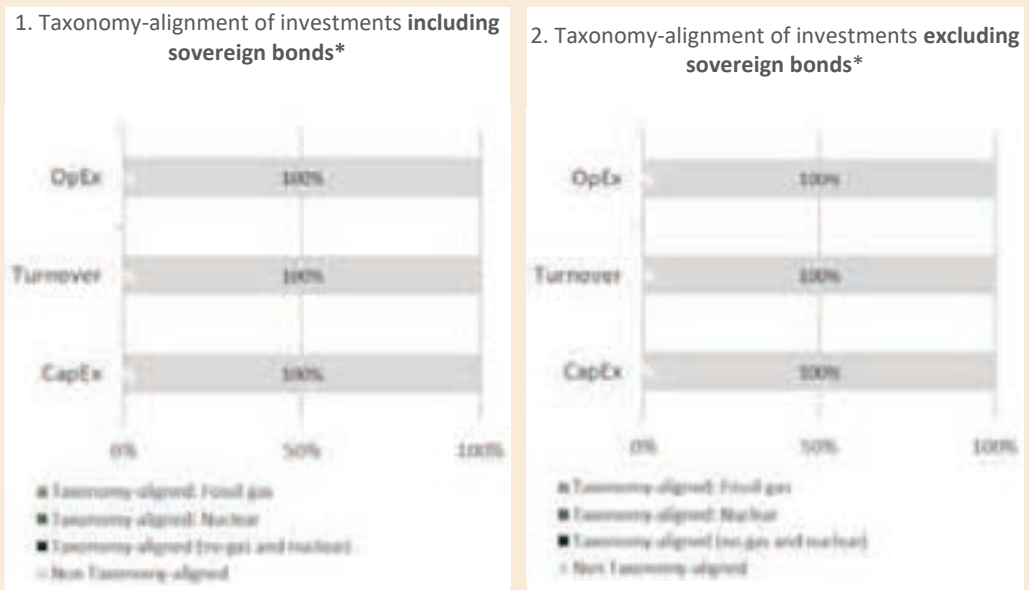 1. Taxonomy-alignment of investments including
sovereign bonds*
OpEx
100%
Turnover
100%
CapEx
100%
0%
50%
100%
Taxonomy-aligned: Fossil gas
Taxonomy-aligned: Nuclear
Taxonomy-aligned (no gas and nuclear)
Non Taxonomy-aligned
2. Taxonomy-alignment of investments excluding
sovereign bonds*
OpEx
100%
Turnover
100%
CapEx
100%
0%
50%
100%
Taxonomy-aligned: Fossil gas
Taxonomy-aligned: Nuclear
Taxonomy-aligned (no gas and nuclear)
Non Taxonomy-aligned